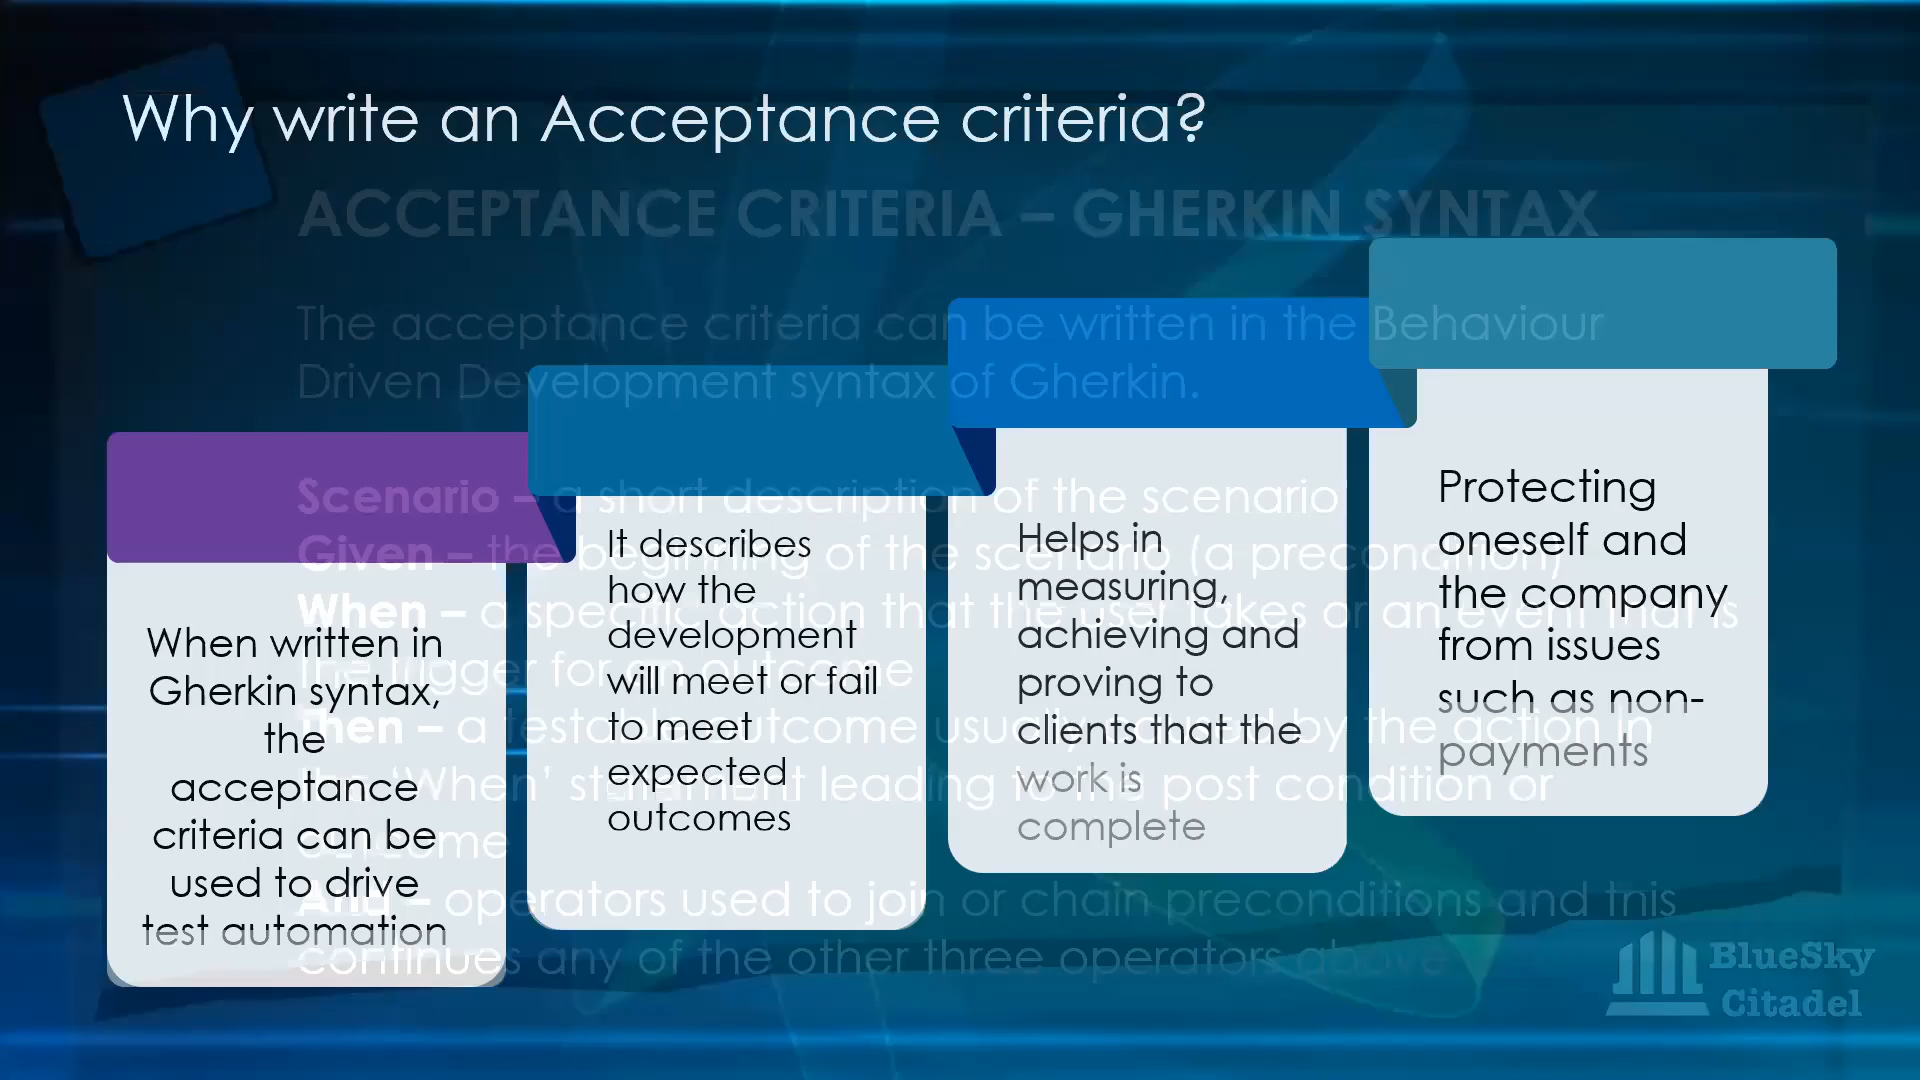 Why write an Acceptance criteria?
ACCEPTANCE CRITERIA – GHERKIN SYNTAX
The acceptance criteria can be written in the Behaviour
Driven Development syntax of Gherkin.
Scenario – a short description of the scenario
Given – the beginning of the scenario (a precondition)
When – a specific action that the user takes or an event that is
the trigger for an outcome
Then – a testable outcome usually caused by the action in
the ‘When’ statement leading to the post condition or
outcome
And – operators used to join or chain preconditions and this
continues any of the other three operators above
When written in
Gherkin syntax,
the
acceptance
criteria can be
used to drive
test automation
It describes
how the
development
will meet or fail
to meet
expected
outcomes
Helps in
measuring,
achieving and
proving to
clients that the
work is
complete
Protecting
oneself and
the company
from issues
such as non-
payments
BlueSky
Citadel